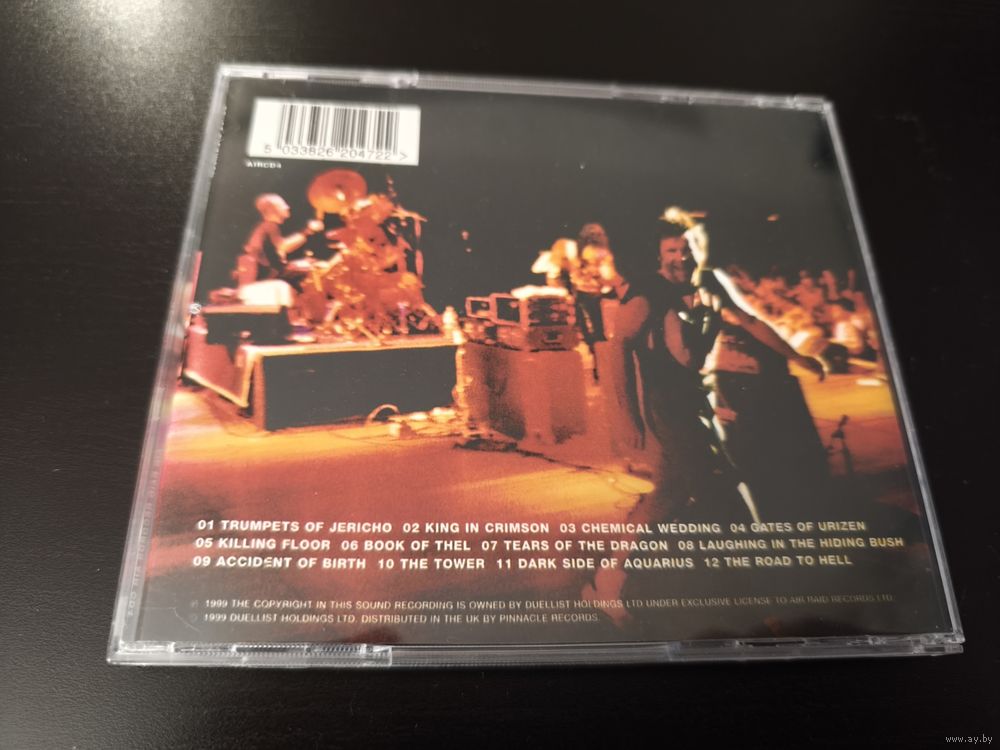 5 033826 204722 >
AIRCD4
01 TRUMPETS OF JERICHO 02 KING IN CRIMSON 03 CHEMICAL WEDDING 04 GATES OF URIZEN
05 KILLING FLOOR 06 BOOK OF THEL 07 TEARS OF THE DRAGON 08 LAUGHING IN THE HIDING BUSH
09 ACCIDENT OF BIRTH 10 THE TOWER 11 DARK SIDE OF AQUARIUS 12 THE ROAD TO HELL
℗ 1999 THE COPYRIGHT IN THIS SOUND RECORDING IS OWNED BY DUELLIST HOLDINGS LTD UNDER EXCLUSIVE LICENSE TO AIR RAID RECORDS LTD.
© 1999 DUELLIST HOLDINGS LTD. DISTRIBUTED IN THE UK BY PINNACLE RECORDS.
www.ay.by